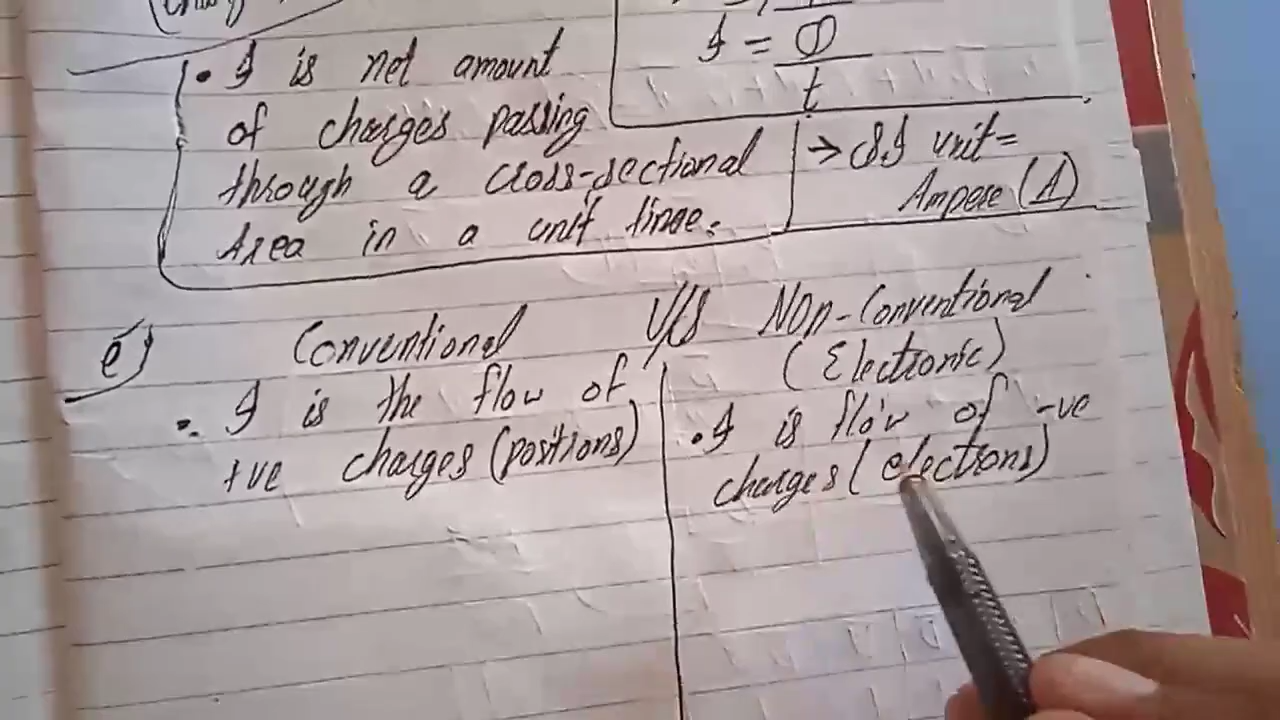 I = Q
t
• I is net amount
of charges passing
through a cross-sectional
Area in a unit time.
→ S.I unit =
Ampere (A)
e)
Conventional V/S Non-Conventional
(Electronic)
• I is the flow of
+ve charges (positions)
• I is flow of -ve
charges (electrons)